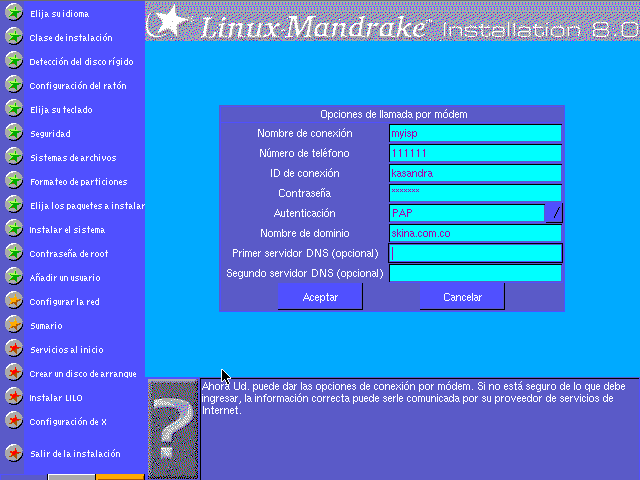 Elija su idioma
Clase de instalación
Detección del disco rígido
Configuración del ratón
Elija su teclado
Seguridad
Sistemas de archivos
Formateo de particiones
Elija los paquetes a instalar
Instalar el sistema
Contraseña de root
Añadir un usuario
Configurar la red
Sumario
Servicios al inicio
Crear un disco de arranque
Instalar LILO
Configuración de X
Salir de la instalación
Linux-Mandrake™ Installation 8.0
Opciones de llamada por módem
Nombre de conexión myisp
Número de teléfono 111111
ID de conexión kasandra
Contraseña *******
Autenticación PAP
Nombre de dominio skina.com.co
Primer servidor DNS (opcional)
Segundo servidor DNS (opcional)
Aceptar Cancelar
Ahora Ud. puede dar las opciones de conexión por módem. Si no está seguro de lo que debe
ingresar, la información correcta puede serle comunicada por su proveedor de servicios de
Internet.